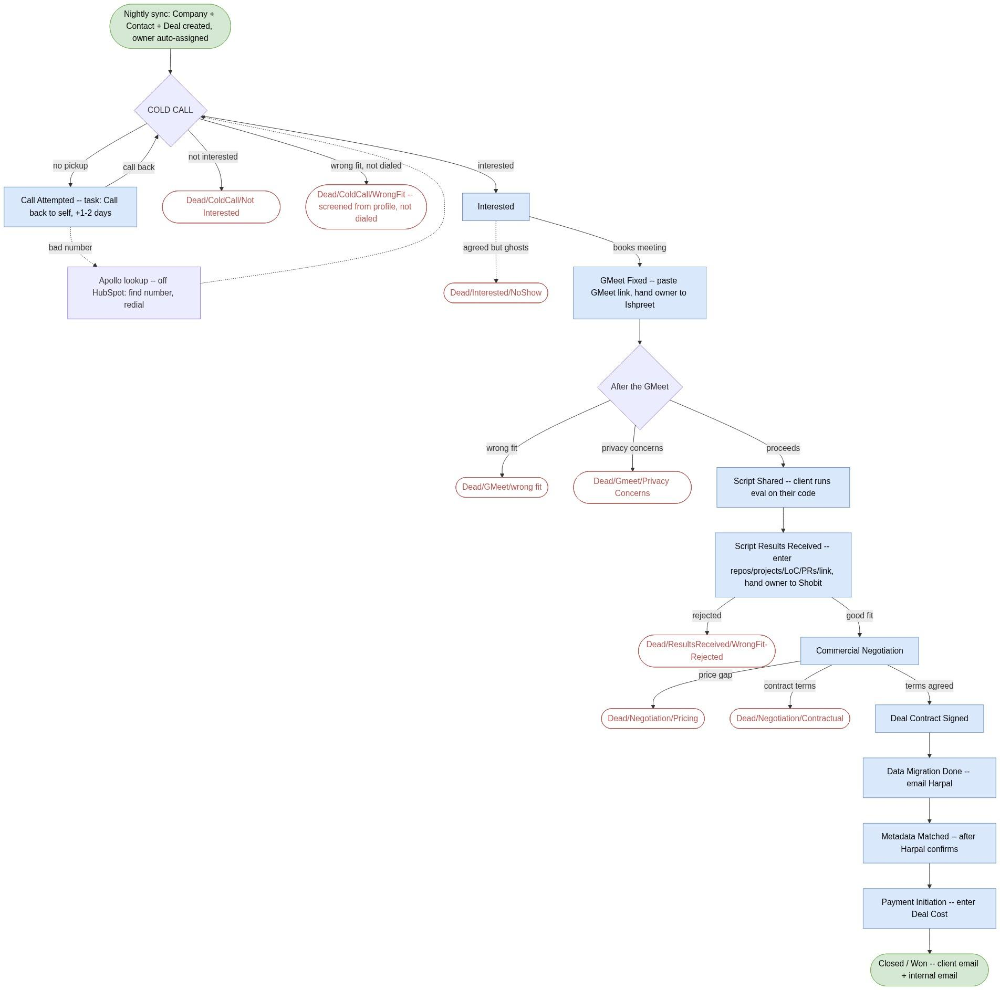 Nightly sync: Company +
Contact + Deal created,
owner auto-assigned
COLD CALL
no pickup
call back
not interested
wrong fit, not dialed
interested
Call Attempted -- task: Call
back to self, +1-2 days
Dead/ColdCall/Not
Interested
Dead/ColdCall/WrongFit --
screened from profile, not
dialed
Interested
bad number
agreed but ghosts
books meeting
Apollo lookup -- off
HubSpot: find number,
redial
Dead/Interested/NoShow
GMeet Fixed -- paste
GMeet link, hand owner to
Ishpreet
After the GMeet
wrong fit
privacy concerns
proceeds
Dead/GMeet/wrong fit
Dead/Gmeet/Privacy
Concerns
Script Shared -- client runs
eval on their code
Script Results Received --
enter
repos/projects/LoC/PRs/link,
hand owner to Shobit
rejected
good fit
Dead/ResultsReceived/WrongFit-
Rejected
Commercial Negotiation
price gap
contract terms
terms agreed
Dead/Negotiation/Pricing
Dead/Negotiation/Contractual
Deal Contract Signed
Data Migration Done --
email Harpal
Metadata Matched -- after
Harpal confirms
Payment Initiation -- enter
Deal Cost
Closed / Won -- client email
+ internal email